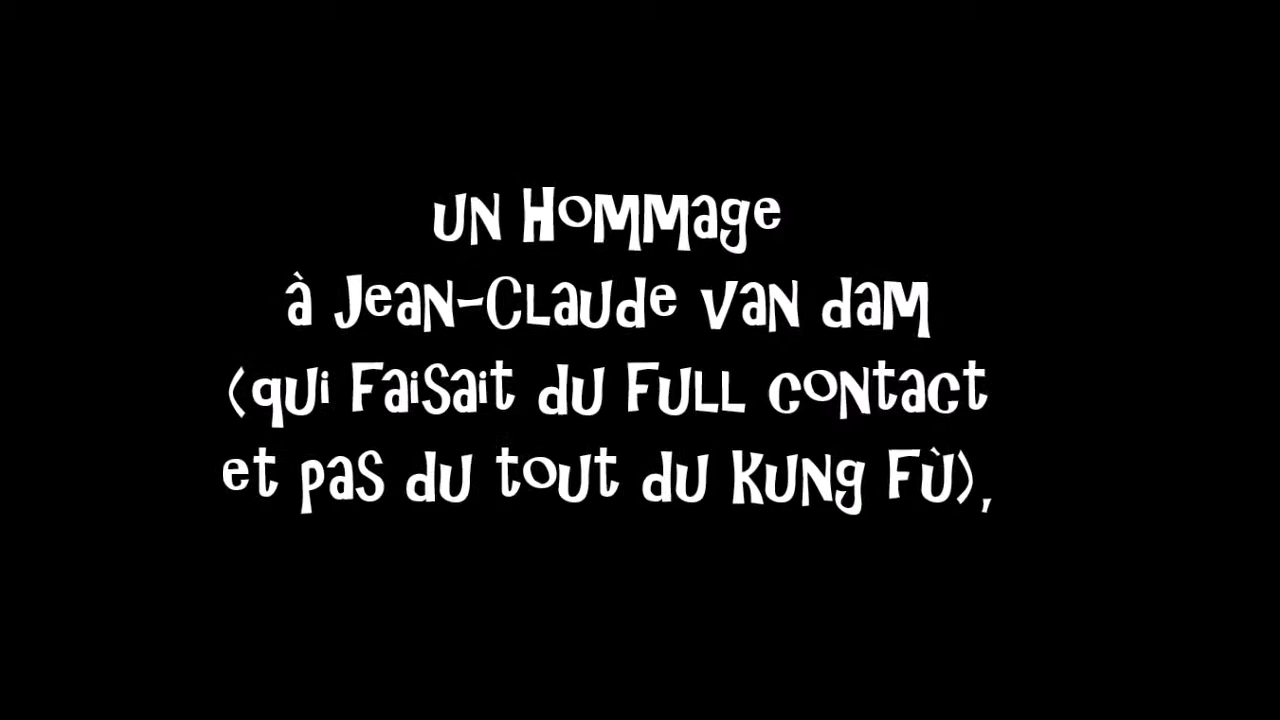 un Hommage
à Jean-Claude van dam
(qui Faisait du Full contact
et pas du tout du Kung Fù),